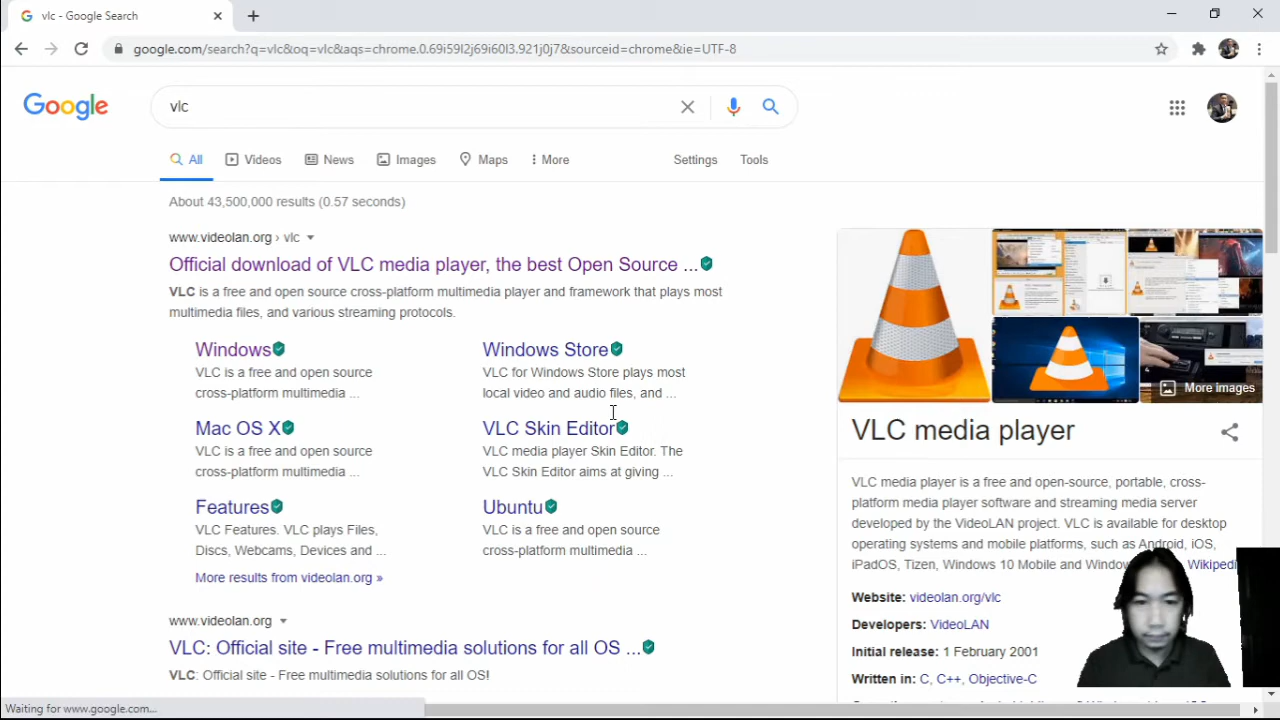 vlc - Google Search
google.com/search?q=vlc&oq=vlc&aqs=chrome.0.69i59l2j69i60l3.921j0j7&sourceid=chrome&ie=UTF-8
Google
vlc
All
Videos
News
Images
Maps
More
Settings
Tools
About 43,500,000 results (0.57 seconds)
www.videolan.org › vlc
Official download of VLC media player, the best Open Source ...
VLC is a free and open source cross-platform multimedia player and framework that plays most
multimedia files, and various streaming protocols.
Windows
VLC is a free and open source
cross-platform multimedia ...
Windows Store
VLC for Windows Store plays most
local video and audio files, and ...
Mac OS X
VLC is a free and open source
cross-platform multimedia ...
VLC Skin Editor
VLC media player Skin Editor. The
VLC Skin Editor aims at giving ...
Features
VLC Features. VLC plays Files,
Discs, Webcams, Devices and ...
Ubuntu
VLC is a free and open source
cross-platform multimedia ...
More results from videolan.org »
www.videolan.org
VLC: Official site - Free multimedia solutions for all OS ...
VLC: Official site - Free multimedia solutions for all OS!
More images
VLC media player
VLC media player is a free and open-source, portable, cross-
platform media player software and streaming media server
developed by the VideoLAN project. VLC is available for desktop
operating systems and mobile platforms, such as Android, iOS,
iPadOS, Tizen, Windows 10 Mobile and
Website: videolan.org/vlc
Developers: VideoLAN
Initial release: 1 February 2001
Written in: C, C++, Objective-C
Waiting for www.google.com...